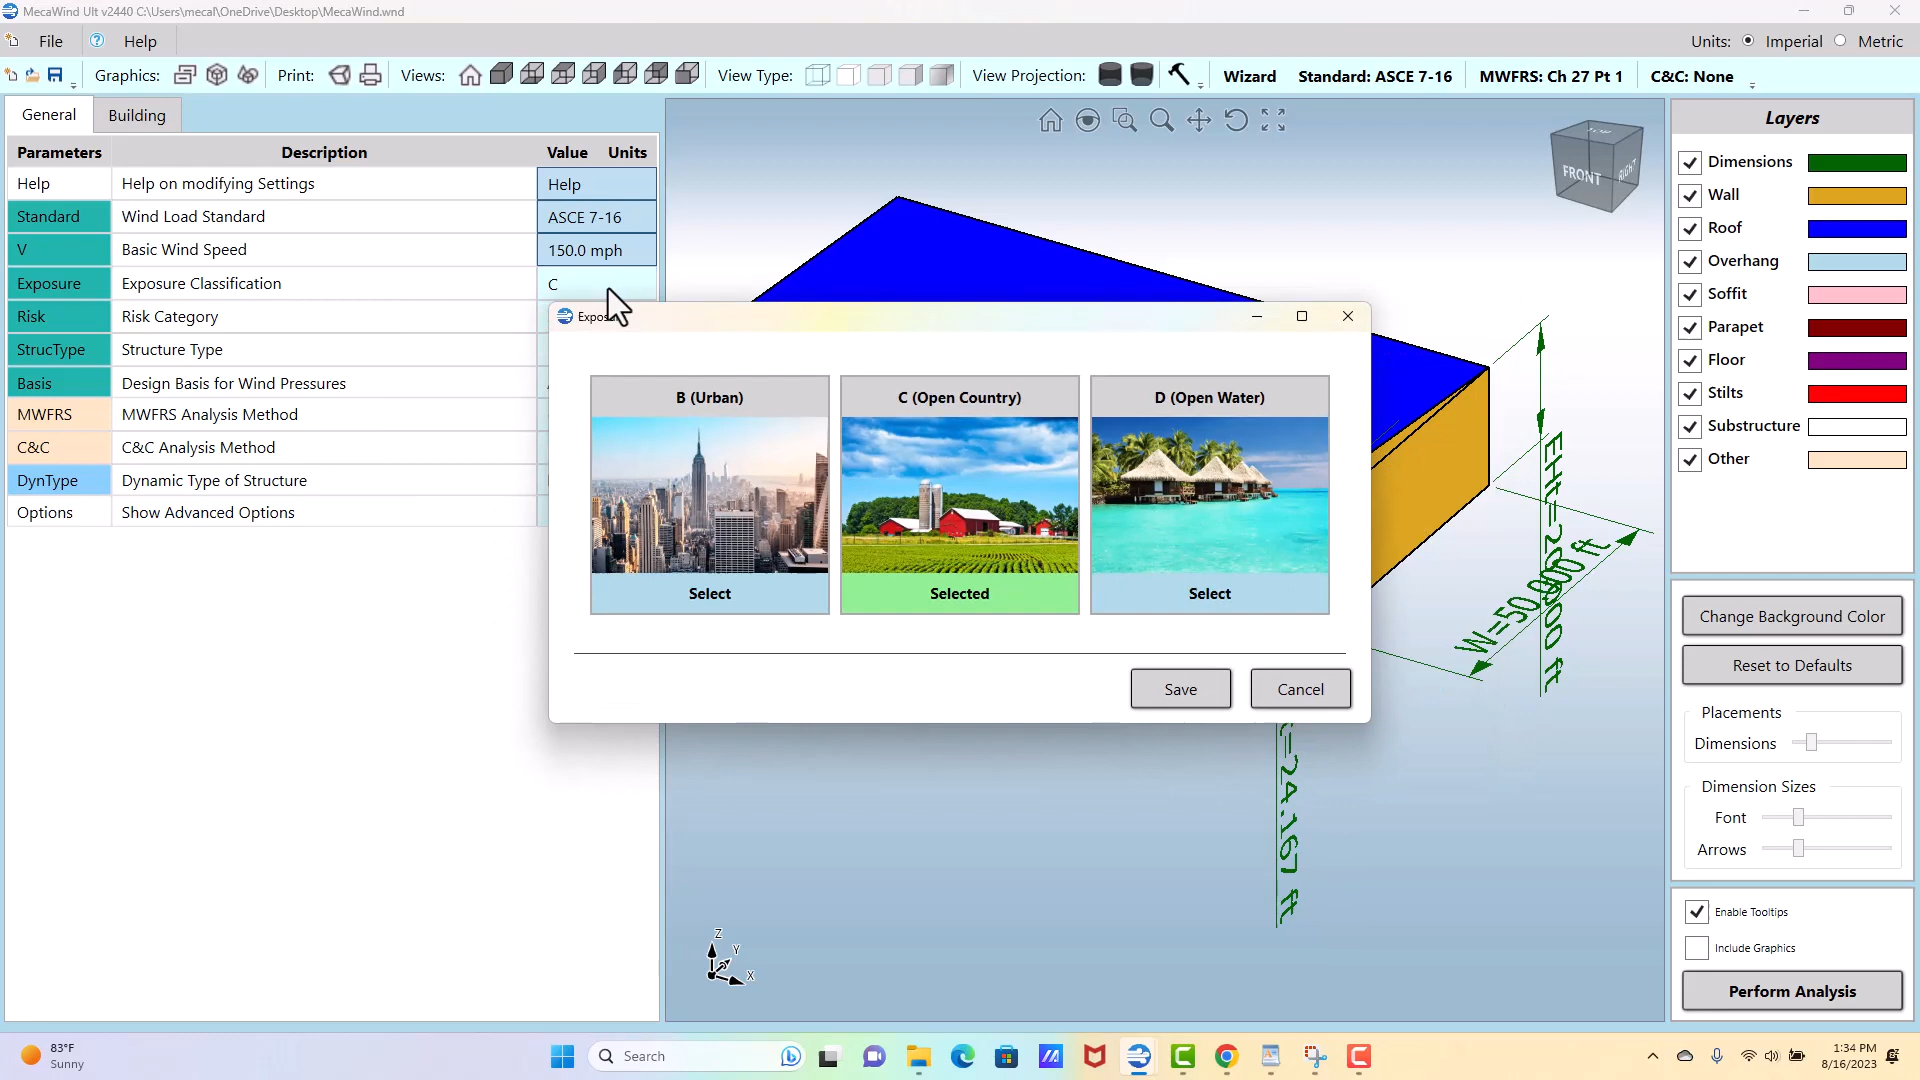 MecaWind Ult v2440 C:\Users\mecal\OneDrive\Desktop\MecaWind.wnd
File Help Units: Imperial Metric
Graphics: Print: Views: View Type: View Projection: Wizard Standard: ASCE 7-16 MWFRS: Ch 27 Pt 1 C&C: None
General Building
Parameters Description Value Units
Help Help on modifying Settings Help
Standard Wind Load Standard ASCE 7-16
V Basic Wind Speed 150.0 mph
Exposure Exposure Classification C
Risk Risk Category
StrucType Structure Type
Basis Design Basis for Wind Pressures
MWFRS MWFRS Analysis Method
C&C C&C Analysis Method
DynType Dynamic Type of Structure
Options Show Advanced Options
B (Urban)
Select
C (Open Country)
Selected
D (Open Water)
Select
Save Cancel
TOP
FRONT
RIGHT
W=50.0000 ft
=24.167 ft
Z
Y
X
Layers
Dimensions
Wall
Roof
Overhang
Soffit
Parapet
Floor
Stilts
Substructure
Other
Change Background Color
Reset to Defaults
Placements
Dimensions
Dimension Sizes
Font
Arrows
Enable Tooltips
Include Graphics
Perform Analysis
83°F
Sunny
Search
1:34 PM
8/16/2023